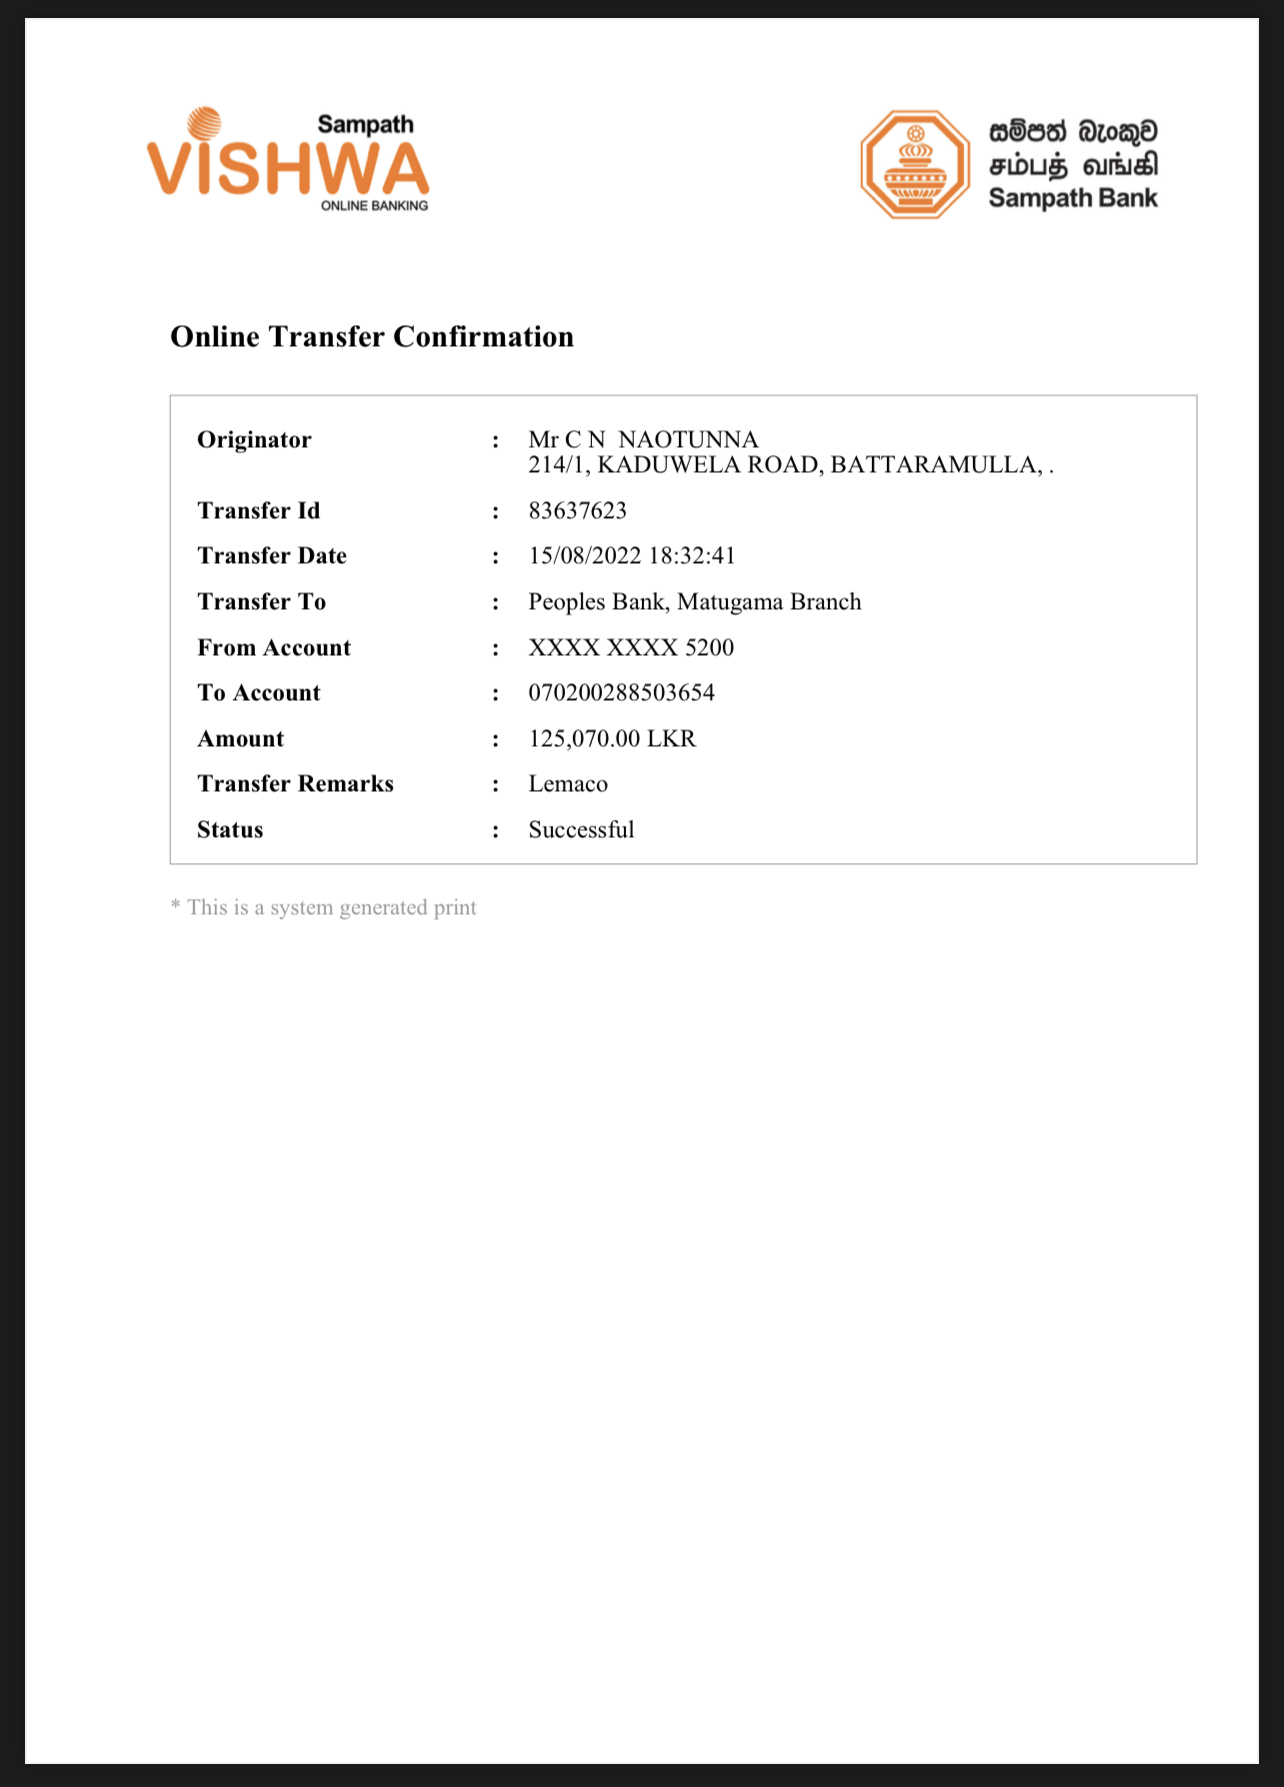 Sampath
VISHWA
ONLINE BANKING
සම්පත් බැංකුව
சம்பத் வங்கி
Sampath Bank
Online Transfer Confirmation
Originator : Mr C N NAOTUNNA
214/1, KADUWELA ROAD, BATTARAMULLA, .
Transfer Id : 83637623
Transfer Date : 15/08/2022 18:32:41
Transfer To : Peoples Bank, Matugama Branch
From Account : XXXX XXXX 5200
To Account : 070200288503654
Amount : 125,070.00 LKR
Transfer Remarks : Lemaco
Status : Successful
* This is a system generated print